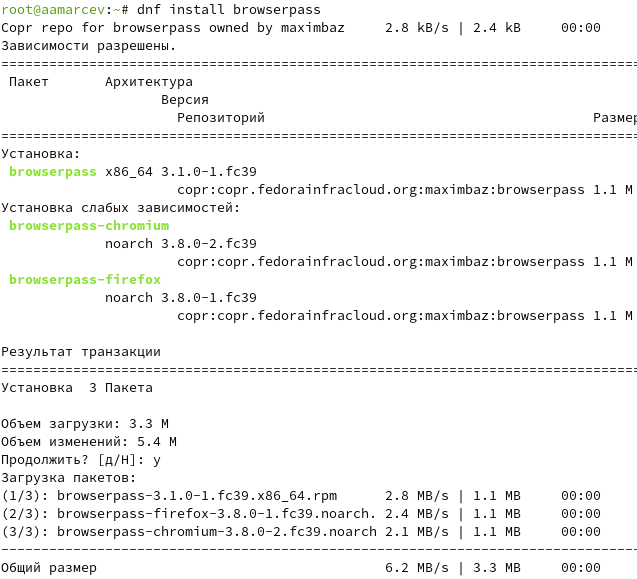 root@aamarcev:~# dnf install browserpass
Copr repo for browserpass owned by maximbaz     2.8 kB/s | 2.4 kB     00:00
Зависимости разрешены.
================================================================================
 Пакет       Архитектура
                    Версия
                      Репозиторий                                         Размер
================================================================================
Установка:
 browserpass x86_64 3.1.0-1.fc39
                      copr:copr.fedorainfracloud.org:maximbaz:browserpass 1.1 M
Установка слабых зависимостей:
 browserpass-chromium
             noarch 3.8.0-2.fc39
                      copr:copr.fedorainfracloud.org:maximbaz:browserpass 1.1 M
 browserpass-firefox
             noarch 3.8.0-1.fc39
                      copr:copr.fedorainfracloud.org:maximbaz:browserpass 1.1 M
Результат транзакции
================================================================================
Установка  3 Пакета
Объем загрузки: 3.3 M
Объем изменений: 5.4 M
Продолжить? [д/Н]: y
Загрузка пакетов:
(1/3): browserpass-3.1.0-1.fc39.x86_64.rpm      2.8 MB/s | 1.1 MB     00:00
(2/3): browserpass-firefox-3.8.0-1.fc39.noarch. 2.4 MB/s | 1.1 MB     00:00
(3/3): browserpass-chromium-3.8.0-2.fc39.noarch 2.1 MB/s | 1.1 MB     00:00
--------------------------------------------------------------------------------
Общий размер                                    6.2 MB/s | 3.3 MB     00:00